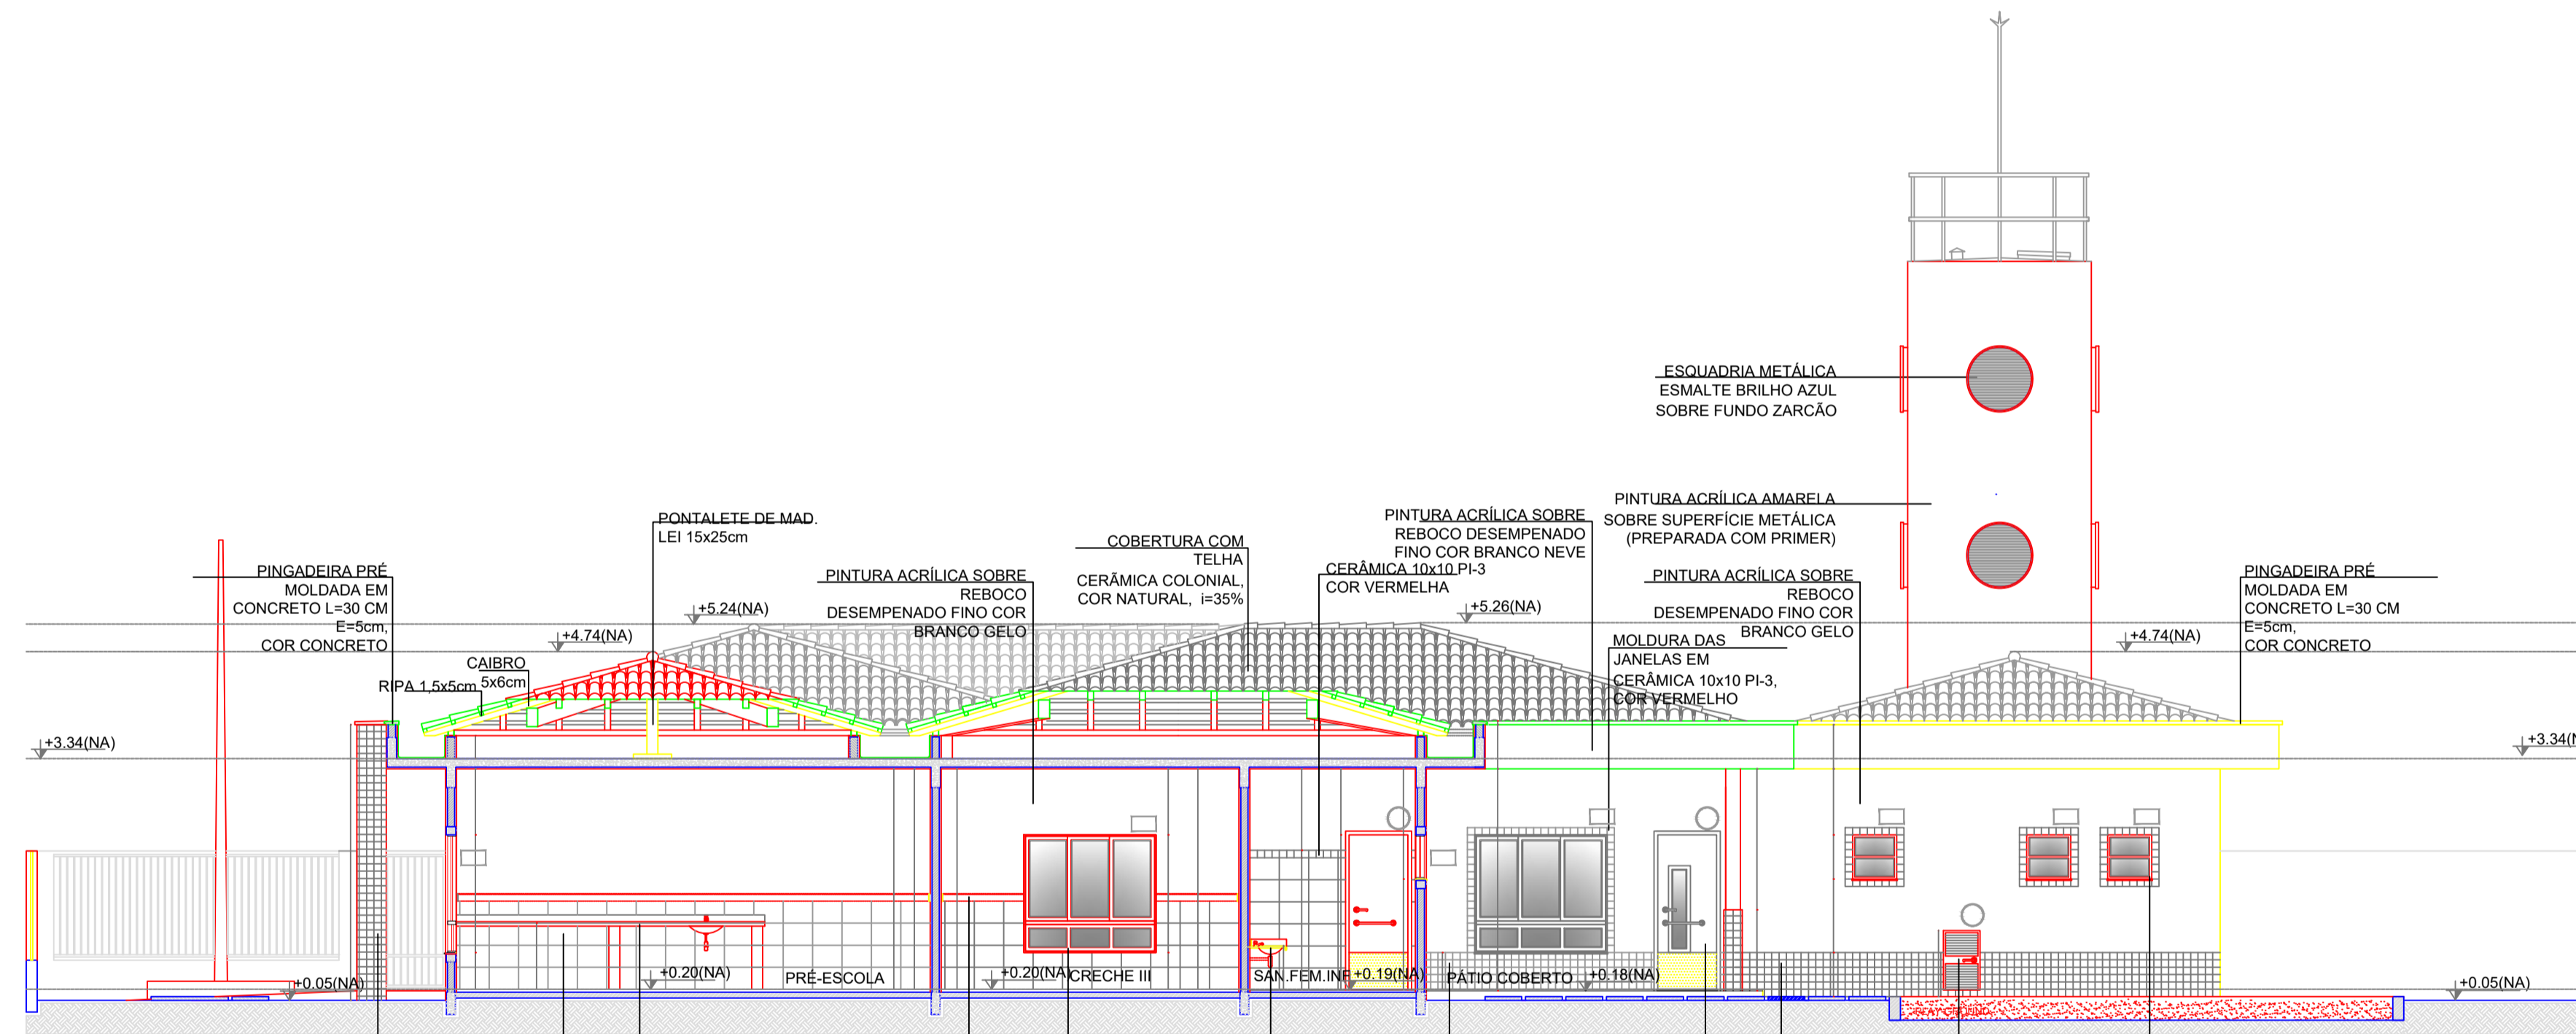 ESQUADRIA METÁLICA
ESMALTE BRILHO AZUL
SOBRE FUNDO ZARCÃO
PINTURA ACRÍLICA AMARELA
SOBRE SUPERFÍCIE METÁLICA
(PREPARADA COM PRIMER)
PINGADEIRA PRÉ
MOLDADA EM
CONCRETO L=30 CM
E=5cm,
COR CONCRETO
CAIBRO
5x6cm
RIPA 1,5x5cm
PONTALETE DE MAD.
LEI 15x25cm
PINTURA ACRÍLICA SOBRE
REBOCO
DESEMPENADO FINO COR
BRANCO GELO
COBERTURA COM
TELHA
CERÃMICA COLONIAL,
COR NATURAL, i=35%
CERÂMICA 10x10 PI-3
COR VERMELHA
PINTURA ACRÍLICA SOBRE
REBOCO DESEMPENADO
FINO COR BRANCO NEVE
PINTURA ACRÍLICA SOBRE
REBOCO
DESEMPENADO FINO COR
BRANCO GELO
MOLDURA DAS
JANELAS EM
CERÂMICA 10x10 PI-3,
COR VERMELHO
PINGADEIRA PRÉ
MOLDADA EM
CONCRETO L=30 CM
E=5cm,
COR CONCRETO
+5.24(NA)
+5.26(NA)
+4.74(NA)
+4.74(NA)
+3.34(NA)
+3.34(N
+0.05(NA)
+0.20(NA)
PRÉ-ESCOLA
+0.20(NA)
CRECHE III
SAN.FEM.INF
+0.19(NA)
PÁTIO COBERTO
+0.18(NA)
PLAY GROUND
+0.05(NA)